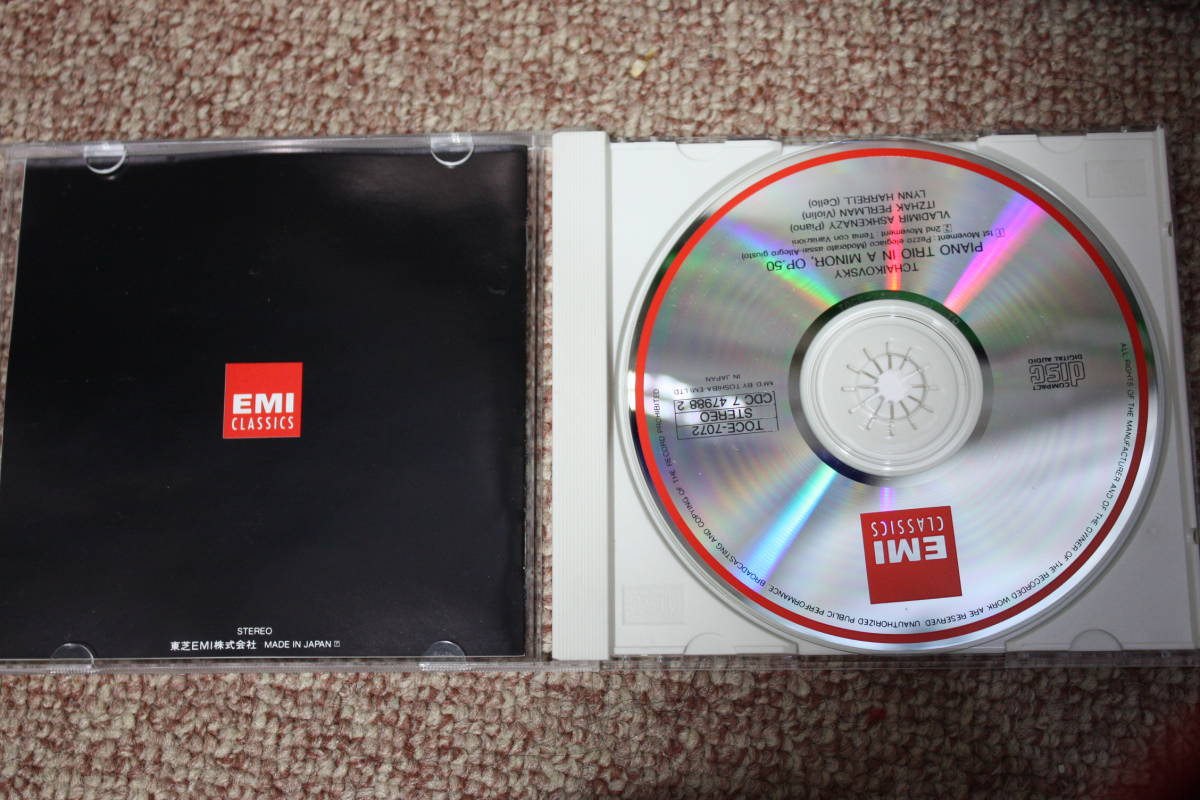 EMI
CLASSICS
STEREO
東芝EMI株式会社 MADE IN JAPAN
TCHAIKOVSKY
PIANO TRIO IN A MINOR, OP.50
1 1st Movement: Pezzo elegiaco (Moderato assai-Allegro giusto)
2 2nd Movement: Tema con Variazioni
VLADIMIR ASHKENAZY (Piano)
ITZHAK PERLMAN (Violin)
LYNN HARRELL (Cello)
COMPACT
disc
DIGITAL AUDIO
TOCE-7072
STEREO
CDC 7 47988 2
MF'D BY TOSHIBA-EMI LTD
IN JAPAN
EMI
CLASSICS
ALL RIGHTS OF THE MANUFACTURER AND OF THE OWNER OF THE RECORDED WORK ARE RESERVED. UNAUTHORIZED PUBLIC PERFORMANCE BROADCASTING AND COPYING OF THE RECORD PROHIBITED